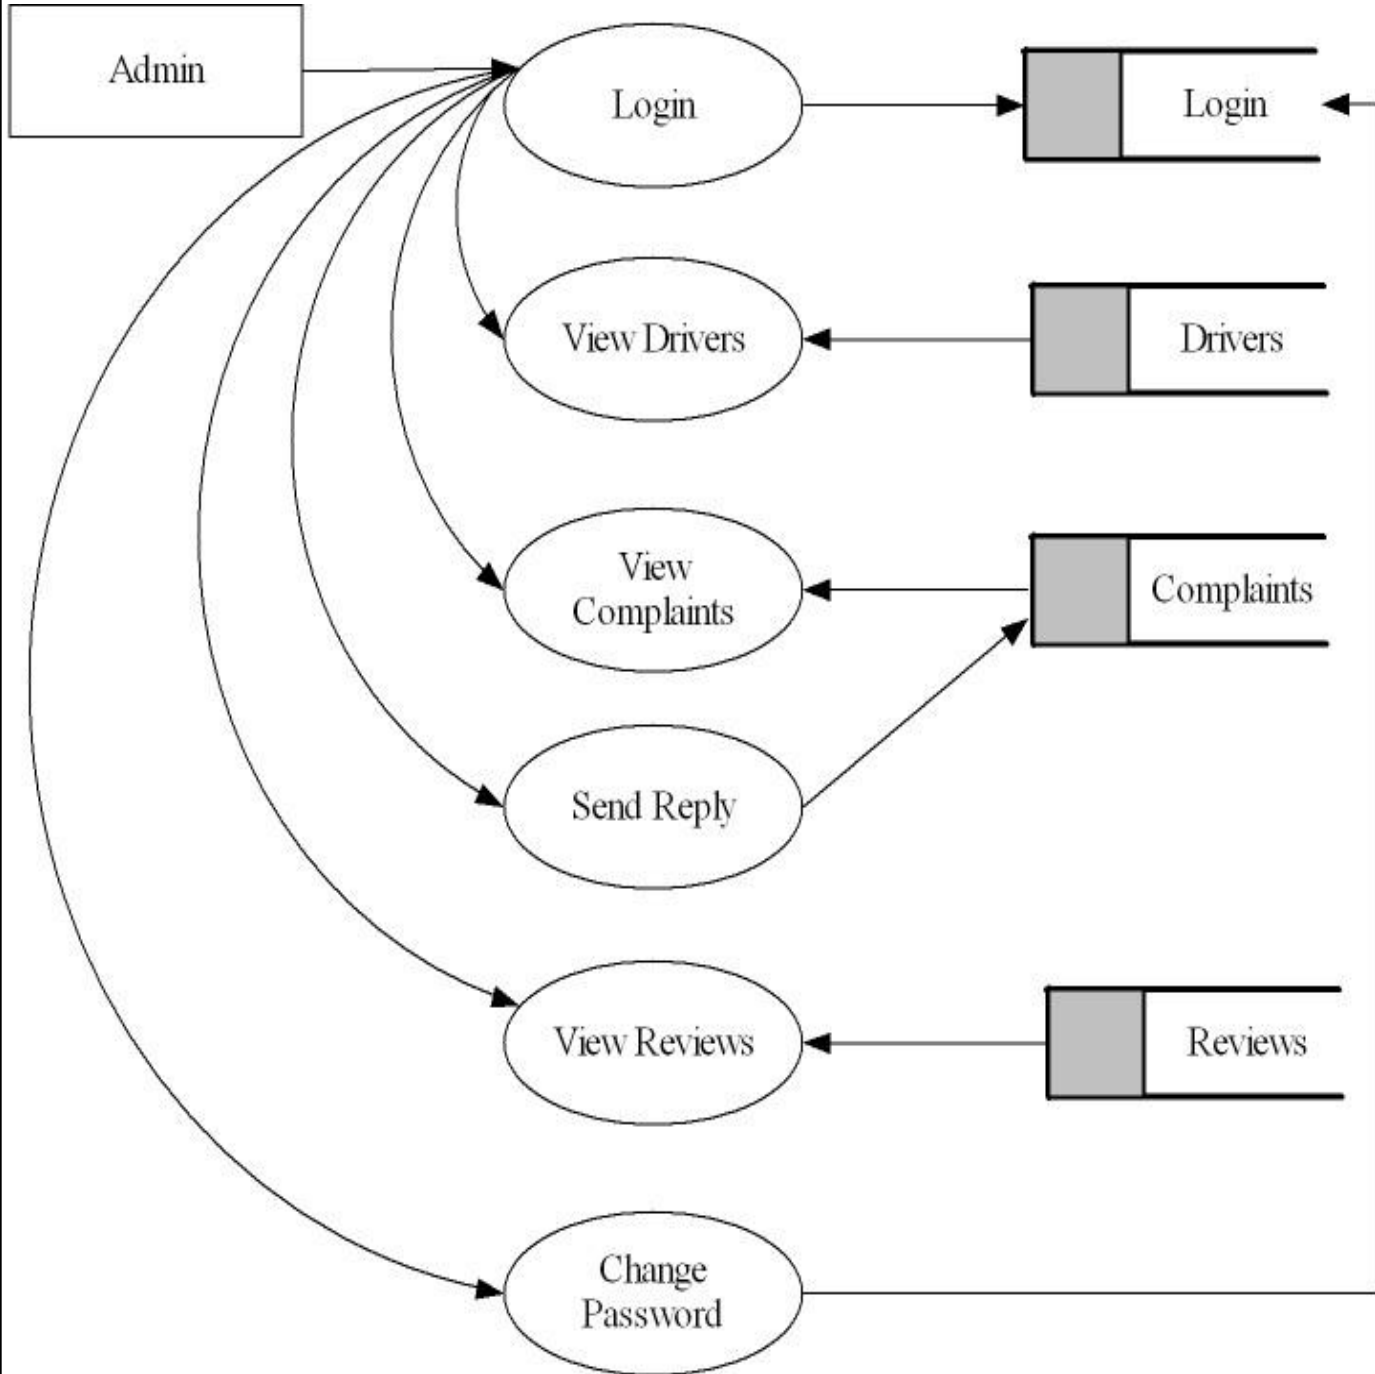 Admin
Login
Login
View Drivers
Drivers
View
Complaints
Complaints
Send Reply
View Reviews
Reviews
Change
Password